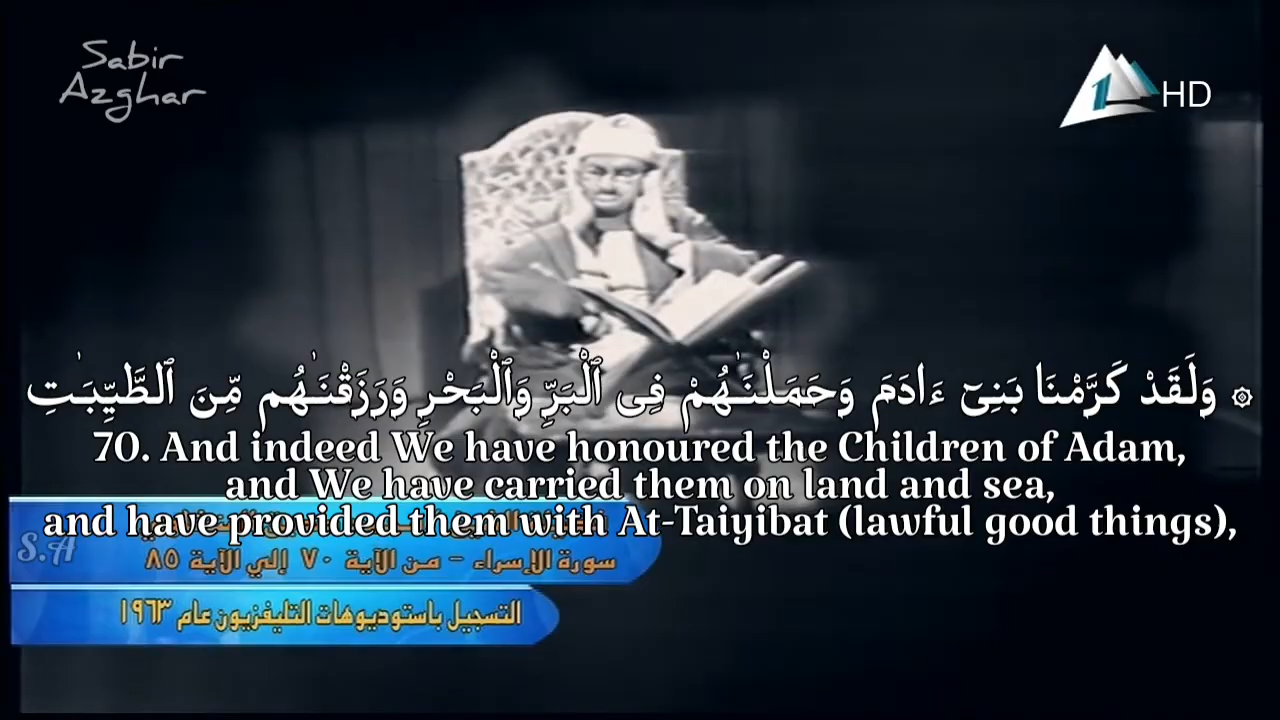 Sabir
Azghar
1 HD
۞ وَلَقَدْ كَرَّمْنَا بَنِىٓ ءَادَمَ وَحَمَلْنَـٰهُمْ فِى ٱلْبَرِّ وَٱلْبَحْرِ وَرَزَقْنَـٰهُم مِّنَ ٱلطَّيِّبَـٰتِ
70. And indeed We have honoured the Children of Adam,
and We have carried them on land and sea,
and have provided them with At-Taiyibat (lawful good things),
S.A
سورة الإسراء - من الآية ٧٠ إلي الآية ٨٥
التسجيل باستوديوهات التليفزيون عام ١٩٦٣